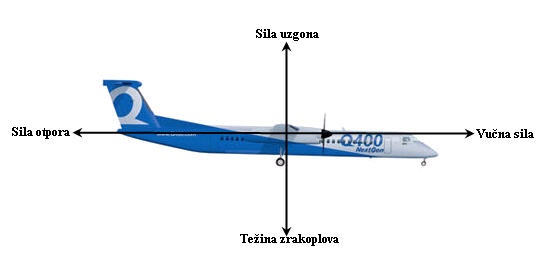 Sila uzgona
Sila otpora
Vučna sila
Q400
NextGen
Težina zrakoplova